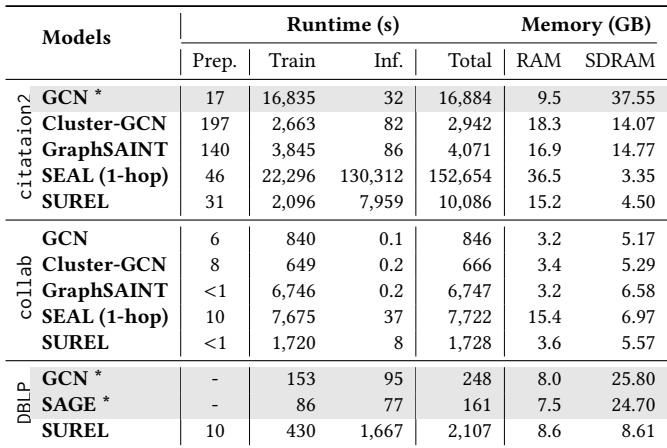 Models Runtime (s) Memory (GB)
Prep. Train Inf. Total RAM SDRAM
citataion2
GCN * 17 16,835 32 16,884 9.5 37.55
Cluster-GCN 197 2,663 82 2,942 18.3 14.07
GraphSAINT 140 3,845 86 4,071 16.9 14.77
SEAL (1-hop) 46 22,296 130,312 152,654 36.5 3.35
SUREL 31 2,096 7,959 10,086 15.2 4.50
collab
GCN 6 840 0.1 846 3.2 5.17
Cluster-GCN 8 649 0.2 666 3.4 5.29
GraphSAINT <1 6,746 0.2 6,747 3.2 6.58
SEAL (1-hop) 10 7,675 37 7,722 15.4 6.97
SUREL <1 1,720 8 1,728 3.6 5.57
DBLP
GCN * - 153 95 248 8.0 25.80
SAGE * - 86 77 161 7.5 24.70
SUREL 10 430 1,667 2,107 8.6 8.61